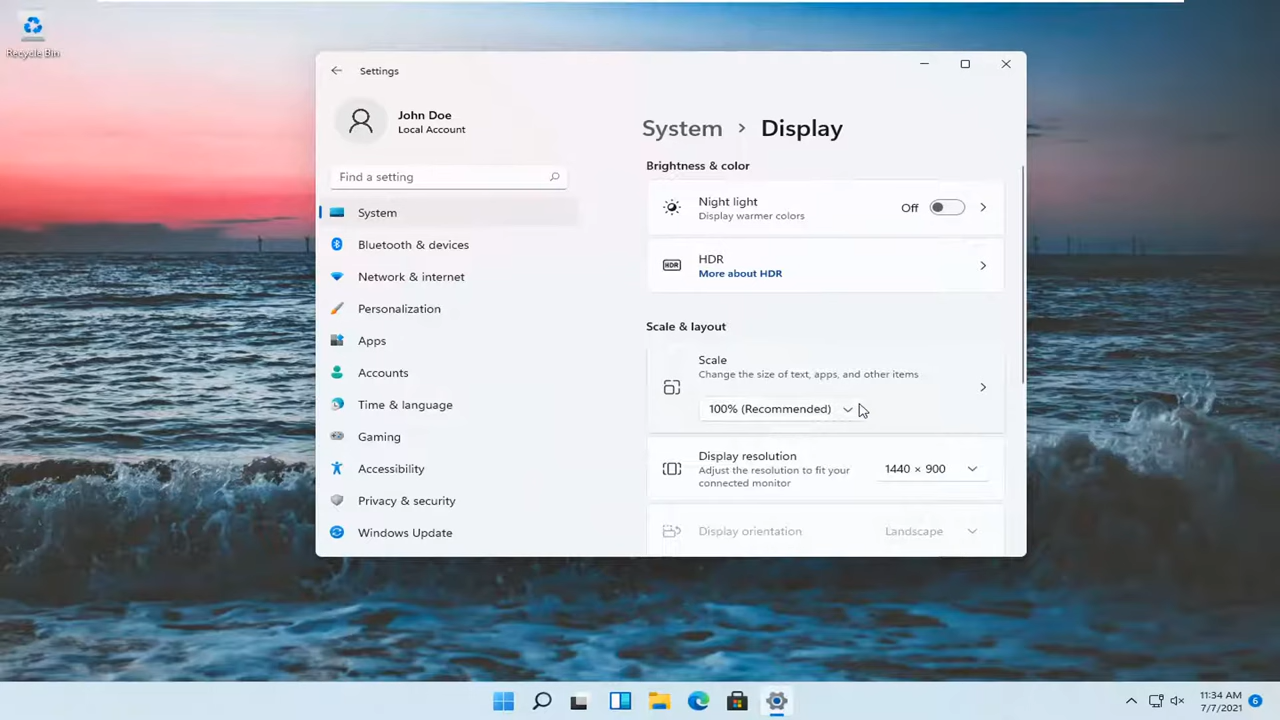 Recycle Bin
Settings
John Doe
Local Account
Find a setting
System
Bluetooth & devices
Network & internet
Personalization
Apps
Accounts
Time & language
Gaming
Accessibility
Privacy & security
Windows Update
System > Display
Brightness & color
Night light
Display warmer colors
Off
HDR
HDR
More about HDR
Scale & layout
Scale
Change the size of text, apps, and other items
100% (Recommended)
Display resolution
Adjust the resolution to fit your
connected monitor
1440 × 900
Display orientation
Landscape
11:34 AM
7/7/2021
6